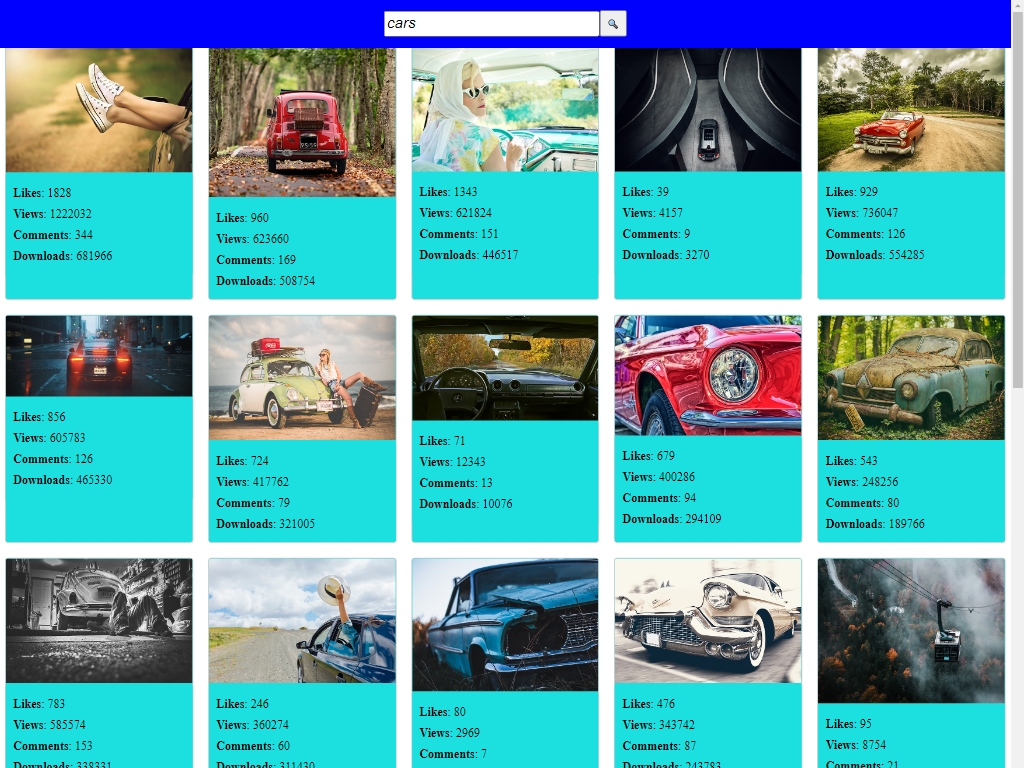 cars
Likes: 1828
Views: 1222032
Comments: 344
Downloads: 681966
Likes: 960
Views: 623660
Comments: 169
Downloads: 508754
Likes: 1343
Views: 621824
Comments: 151
Downloads: 446517
Likes: 39
Views: 4157
Comments: 9
Downloads: 3270
Likes: 929
Views: 736047
Comments: 126
Downloads: 554285
Likes: 856
Views: 605783
Comments: 126
Downloads: 465330
Likes: 724
Views: 417762
Comments: 79
Downloads: 321005
Likes: 71
Views: 12343
Comments: 13
Downloads: 10076
Likes: 679
Views: 400286
Comments: 94
Downloads: 294109
Likes: 543
Views: 248256
Comments: 80
Downloads: 189766
Likes: 783
Views: 585574
Comments: 153
Downloads: 338331
Likes: 246
Views: 360274
Comments: 60
Downloads: 311430
Likes: 80
Views: 2969
Comments: 7
Likes: 476
Views: 343742
Comments: 87
Downloads: 243783
Likes: 95
Views: 8754
Comments: 21